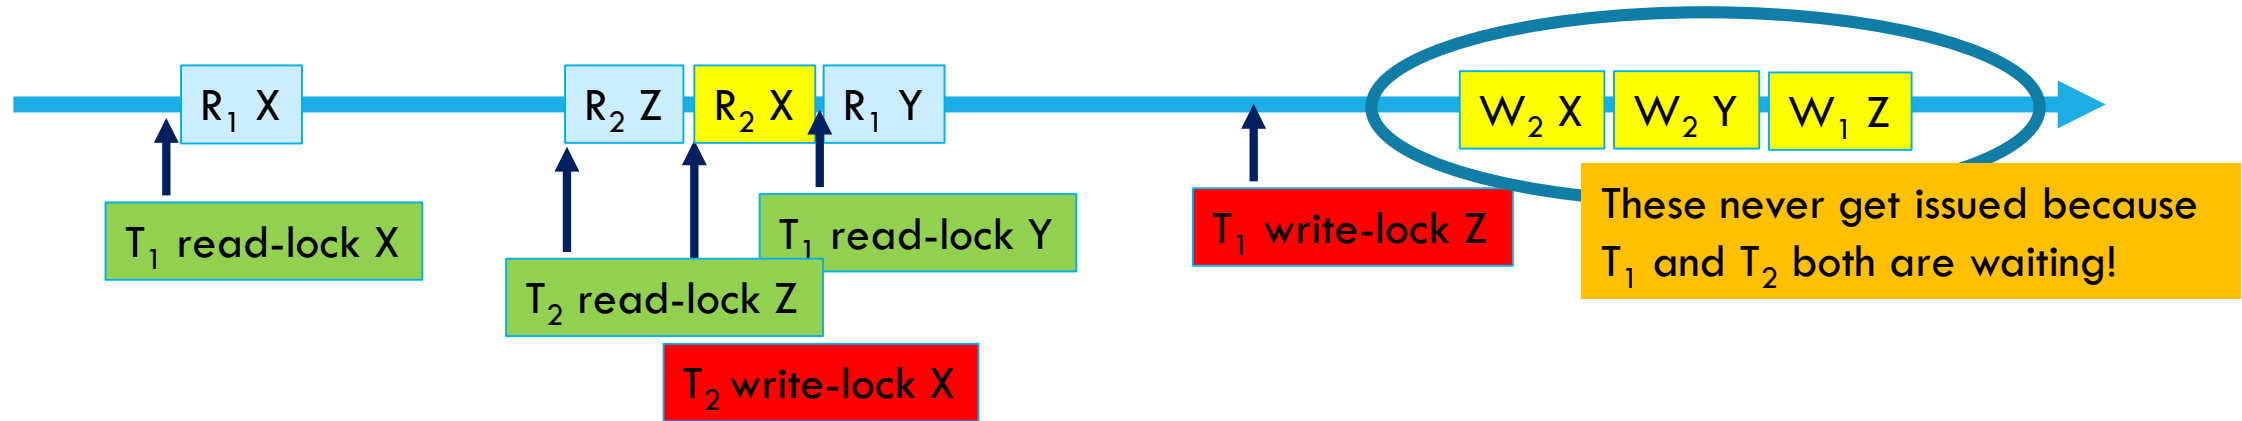 R₁ X
R₂ Z
R₂ X
R₁ Y
W₂ X
W₂ Y
W₁ Z
T₁ read-lock X
T₂ read-lock Z
T₂ write-lock X
T₁ read-lock Y
T₁ write-lock Z
These never get issued because
T₁ and T₂ both are waiting!